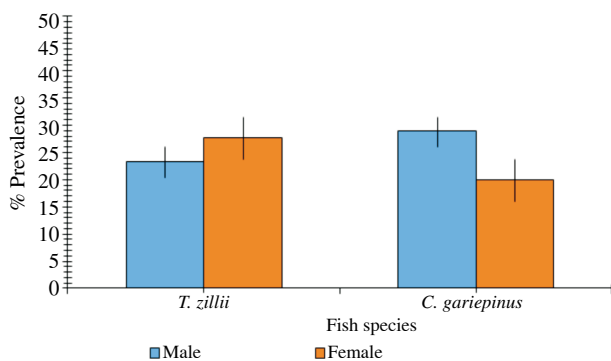 50
45
40
35
30
25
20
15
10
5
0
% Prevalence
T. zillii
C. gariepinus
Fish species
Male
Female